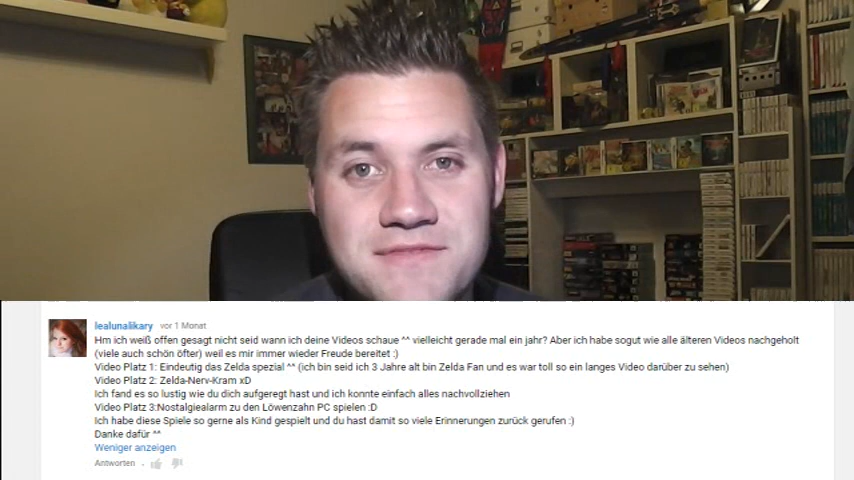 lealunalikary vor 1 Monat
Hm ich weiß offen gesagt nicht seid wann ich deine Videos schaue ^^ vielleicht gerade mal ein jahr? Aber ich habe sogut wie alle älteren Videos nachgeholt
(viele auch schön öfter) weil es mir immer wieder Freude bereitet :)
Video Platz 1: Eindeutig das Zelda spezial ^^ (ich bin seid ich 3 Jahre alt bin Zelda Fan und es war toll so ein langes Video darüber zu sehen)
Video Platz 2: Zelda-Nerv-Kram xD
Ich fand es so lustig wie du dich aufgeregt hast und ich konnte einfach alles nachvollziehen
Video Platz 3:Nostalgiealarm zu den Löwenzahn PC spielen :D
Ich habe diese Spiele so gerne als Kind gespielt und du hast damit so viele Erinnerungen zurück gerufen :)
Danke dafür ^^
Weniger anzeigen
Antworten